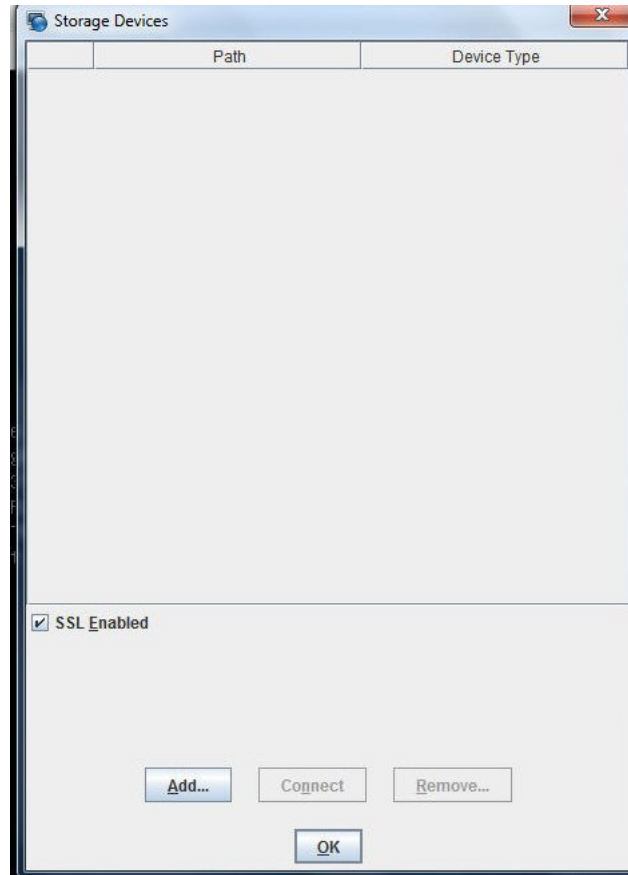 Storage Devices
Path Device Type
SSL Enabled
Add... Connect Remove...
OK